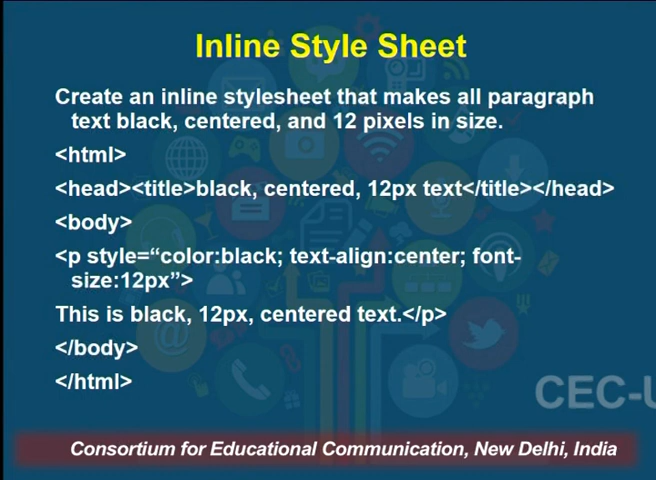 Inline Style Sheet
Create an inline stylesheet that makes all paragraph
text black, centered, and 12 pixels in size.
<html>
<head><title>black, centered, 12px text</title></head>
<body>
<p style=“color:black; text-align:center; font-
size:12px”>
This is black, 12px, centered text.</p>
</body>
</html>
CEC-U
Consortium for Educational Communication, New Delhi, India